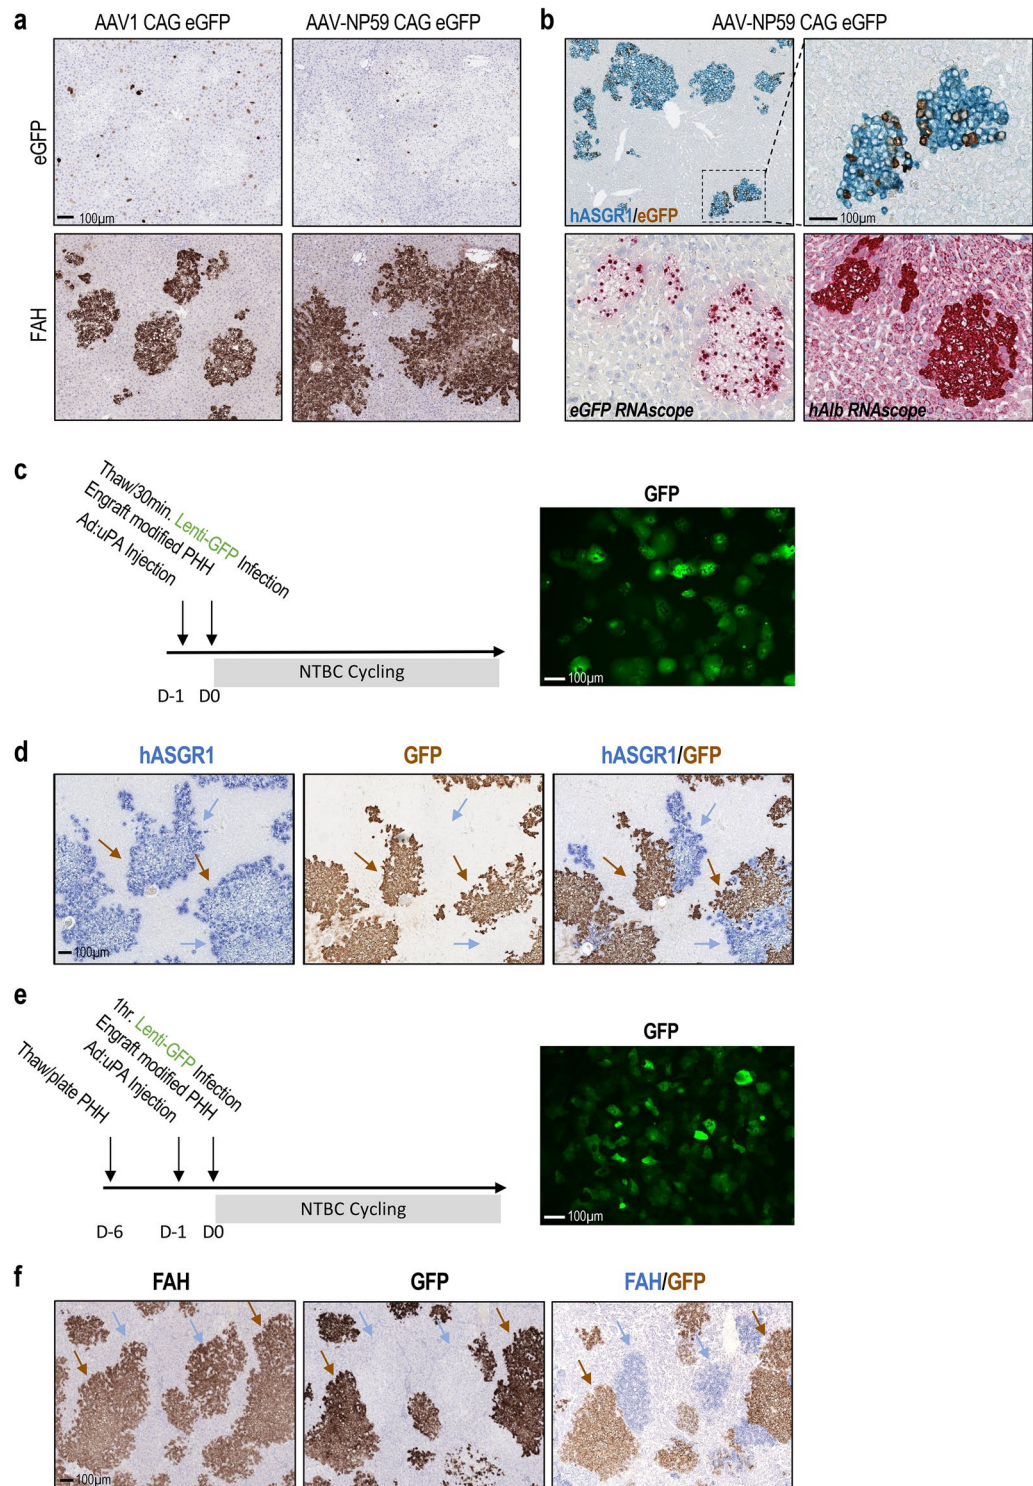 a
AAV1 CAG eGFP
AAV-NP59 CAG eGFP
eGFP
100µm
FAH
b
AAV-NP59 CAG eGFP
hASGR1/eGFP
100µm
eGFP RNAscope
hAlb RNAscope
c
Thaw/30min. Lenti-GFP Infection
Engraft modified PHH
Ad:uPA Injection
NTBC Cycling
D-1
D0
GFP
100µm
d
hASGR1
GFP
hASGR1/GFP
100µm
e
1hr. Lenti-GFP Infection
Engraft modified PHH
Ad:uPA Injection
Thaw/plate PHH
NTBC Cycling
D-6
D-1
D0
GFP
100µm
f
FAH
GFP
FAH/GFP
100µm